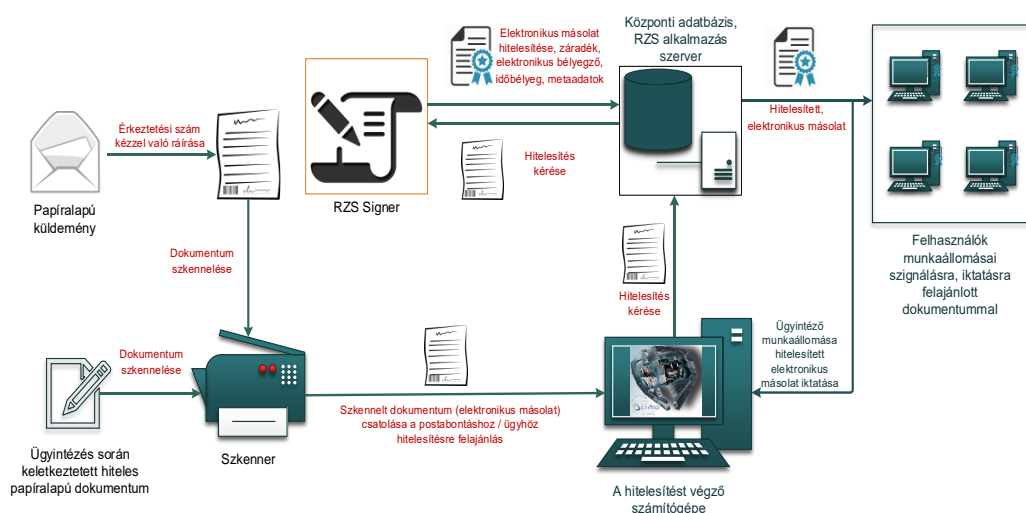 Elektronikus másolat
hitelesítése, záradék,
elektronikus bélyegző,
időbélyeg, metaadatok
Központi adatbázis,
RZS alkalmazás
szerver
Hitelesített,
elektronikus másolat
Érkeztetési szám
kézzel való ráírása
Papíralapú
küldemény
RZS Signer
Hitelesítés
kérése
Dokumentum
szkennelése
Hitelesítés
kérése
Felhasználók
munkaállomásai
szignálásra, iktatásra
felajánlott
dokumentummal
Dokumentum
szkennelése
Ügyintéző
munkaállomása
hitelesített
elektronikus
másolat iktatása
Szkennelt dokumentum (elektronikus másolat)
csatolása a postabontáshoz / ügyhöz
hitelesítésre felajánlás
Ügyintézés során
keletkeztetett hiteles
papíralapú dokumentum
Szkenner
A hitelesítést végző
számítógépe